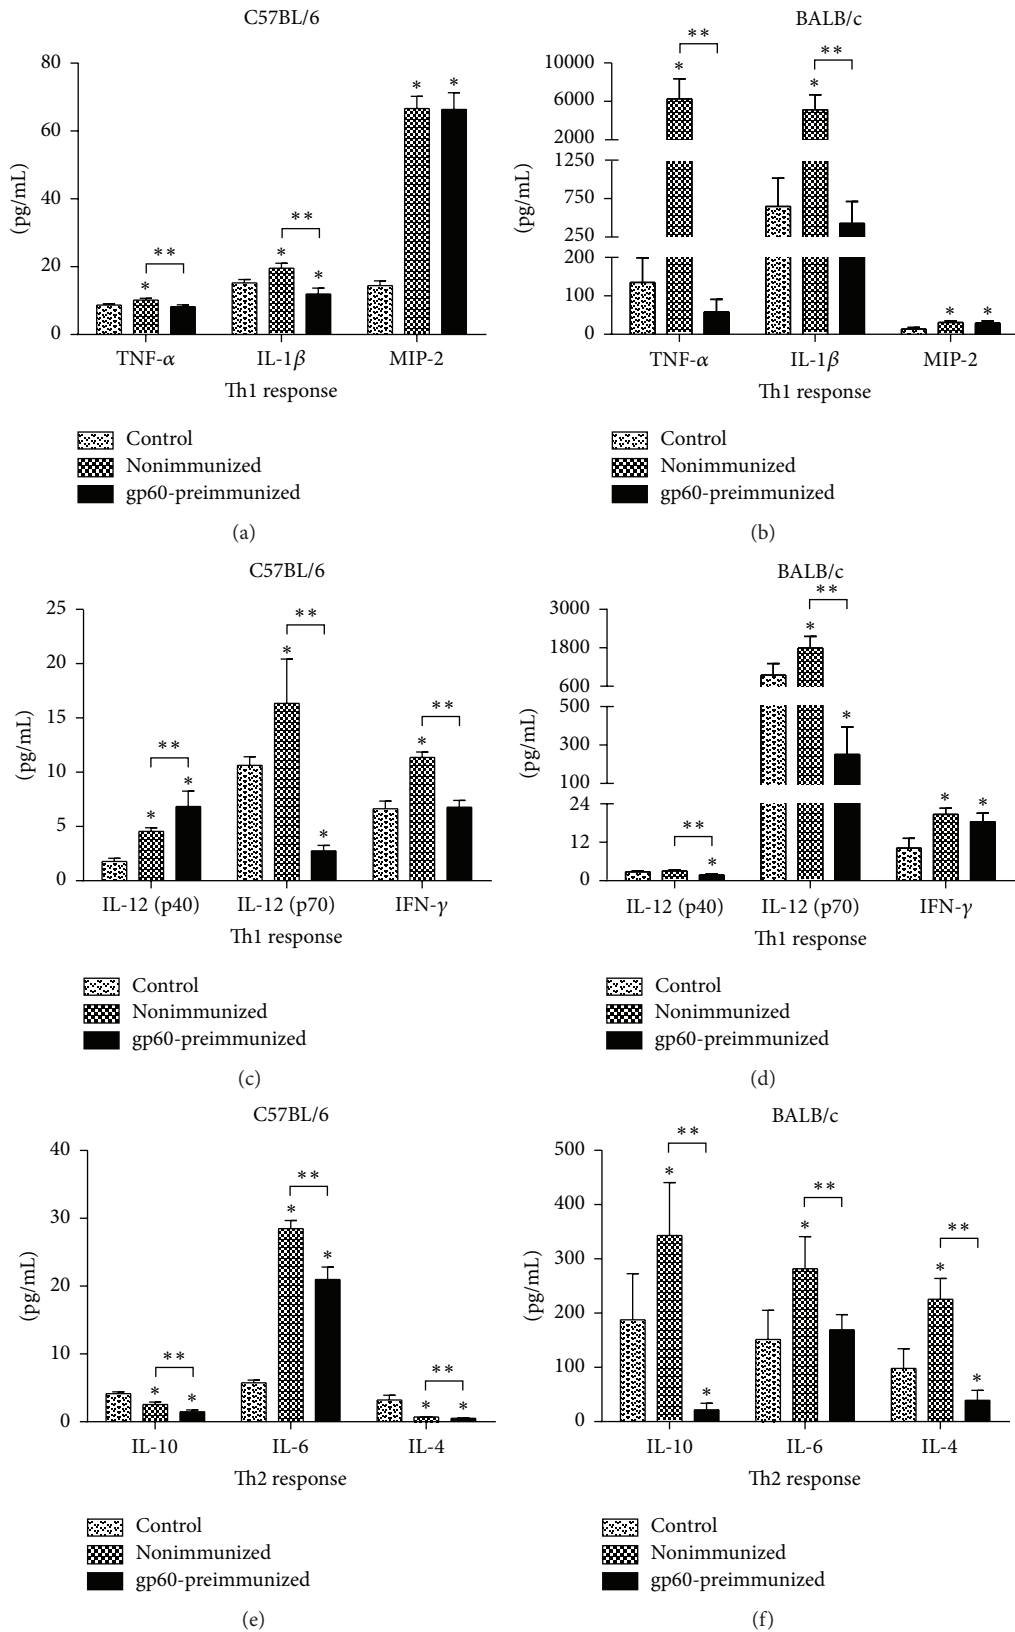 C57BL/6
80
60
40
20
0
(pg/mL)
* * * * * *
** **
TNF-α IL-1β MIP-2
Th1 response
Control
Nonimmunized
gp60-preimmunized
(a)
BALB/c
10000
6000
2000
1250
750
250
200
100
0
(pg/mL)
** **
* * * *
TNF-α IL-1β MIP-2
Th1 response
Control
Nonimmunized
gp60-preimmunized
(b)
C57BL/6
25
20
15
10
5
0
(pg/mL)
** ** **
* * * * *
IL-12 (p40) IL-12 (p70) IFN-γ
Th1 response
Control
Nonimmunized
gp60-preimmunized
(c)
BALB/c
3000
1800
600
500
300
100
24
12
0
(pg/mL)
** **
* * * * *
IL-12 (p40) IL-12 (p70) IFN-γ
Th1 response
Control
Nonimmunized
gp60-preimmunized
(d)
C57BL/6
40
30
20
10
0
(pg/mL)
** ** **
* * * * * *
IL-10 IL-6 IL-4
Th2 response
Control
Nonimmunized
gp60-preimmunized
(e)
BALB/c
500
400
300
200
100
0
(pg/mL)
** ** **
* * * * *
IL-10 IL-6 IL-4
Th2 response
Control
Nonimmunized
gp60-preimmunized
(f)